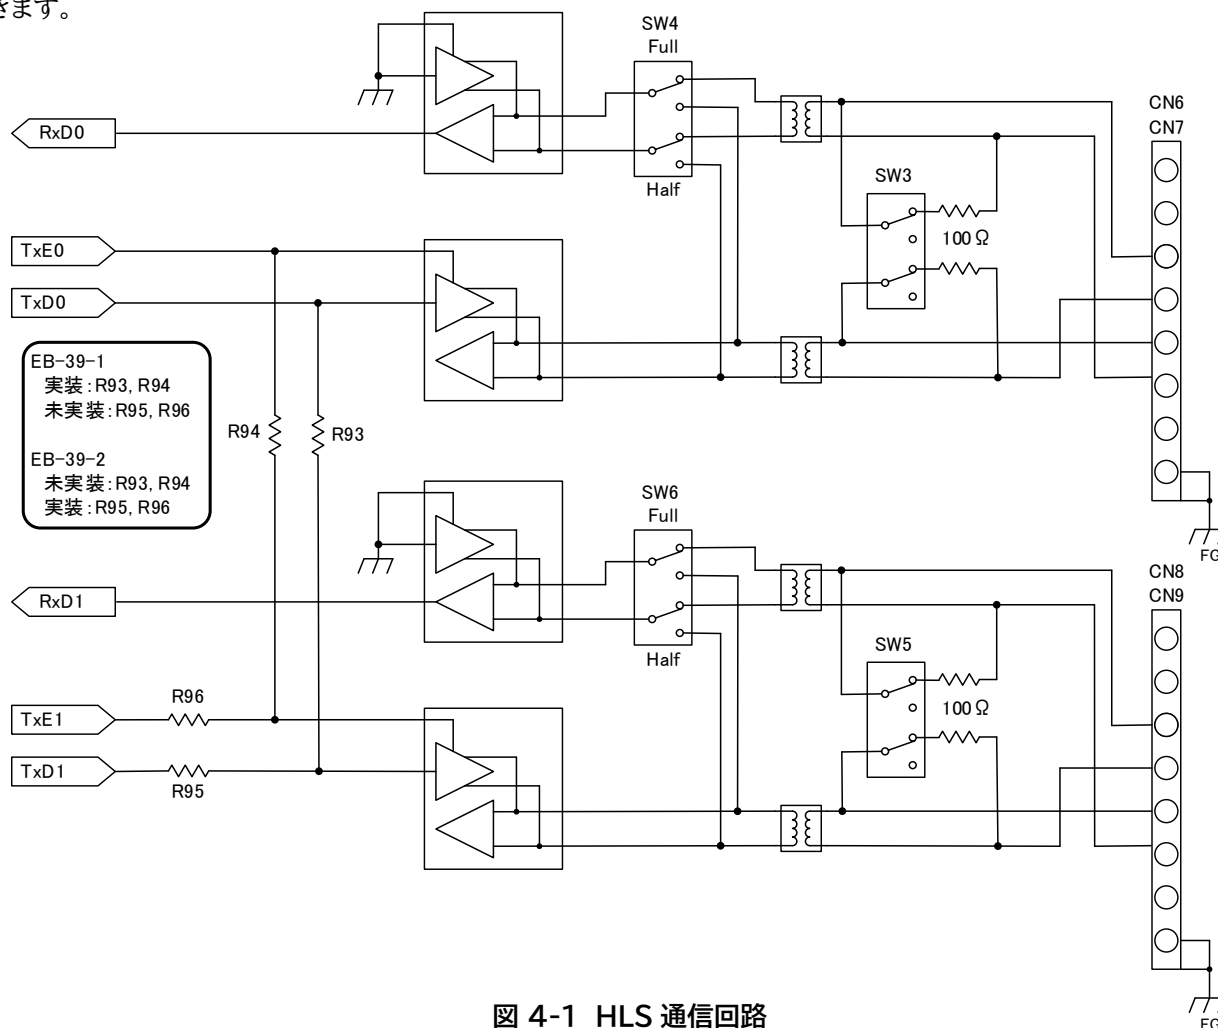 きます。
SW4
Full
CN6
CN7
RxD0
Half
SW3
100Ω
TxE0
TxD0
EB-39-1
実装:R93, R94
未実装:R95, R96
EB-39-2
未実装:R93, R94
実装:R95, R96
R94
R93
SW6
Full
FG
CN8
CN9
RxD1
Half
SW5
100Ω
R96
TxE1
TxD1
R95
図 4-1 HLS 通信回路
FG